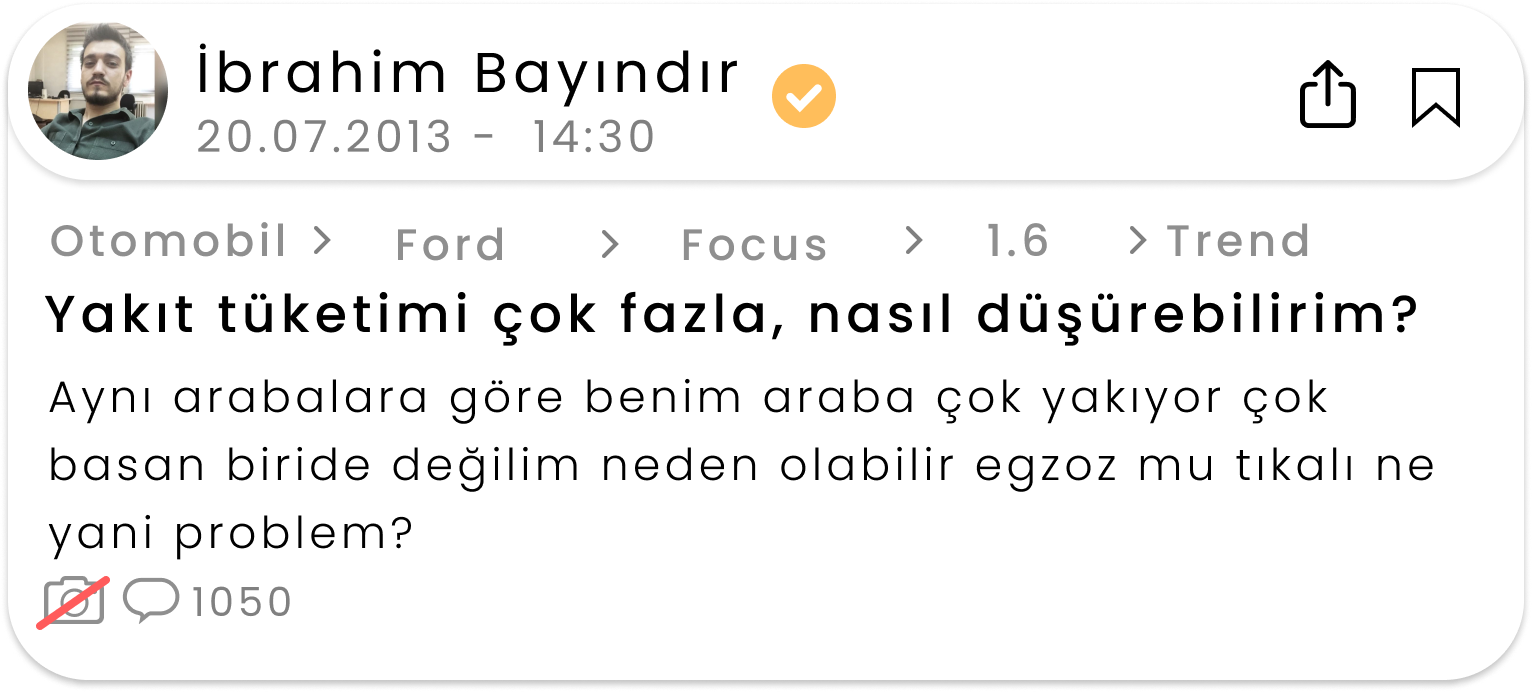 İbrahim Bayındır
20.07.2013 - 14:30
Otomobil > Ford > Focus > 1.6 > Trend
Yakıt tüketimi çok fazla, nasıl düşürebilirim?
Aynı arabalara göre benim araba çok yakıyor çok
basan biride değilim neden olabilir egzoz mu tıkalı ne
yani problem?
1050